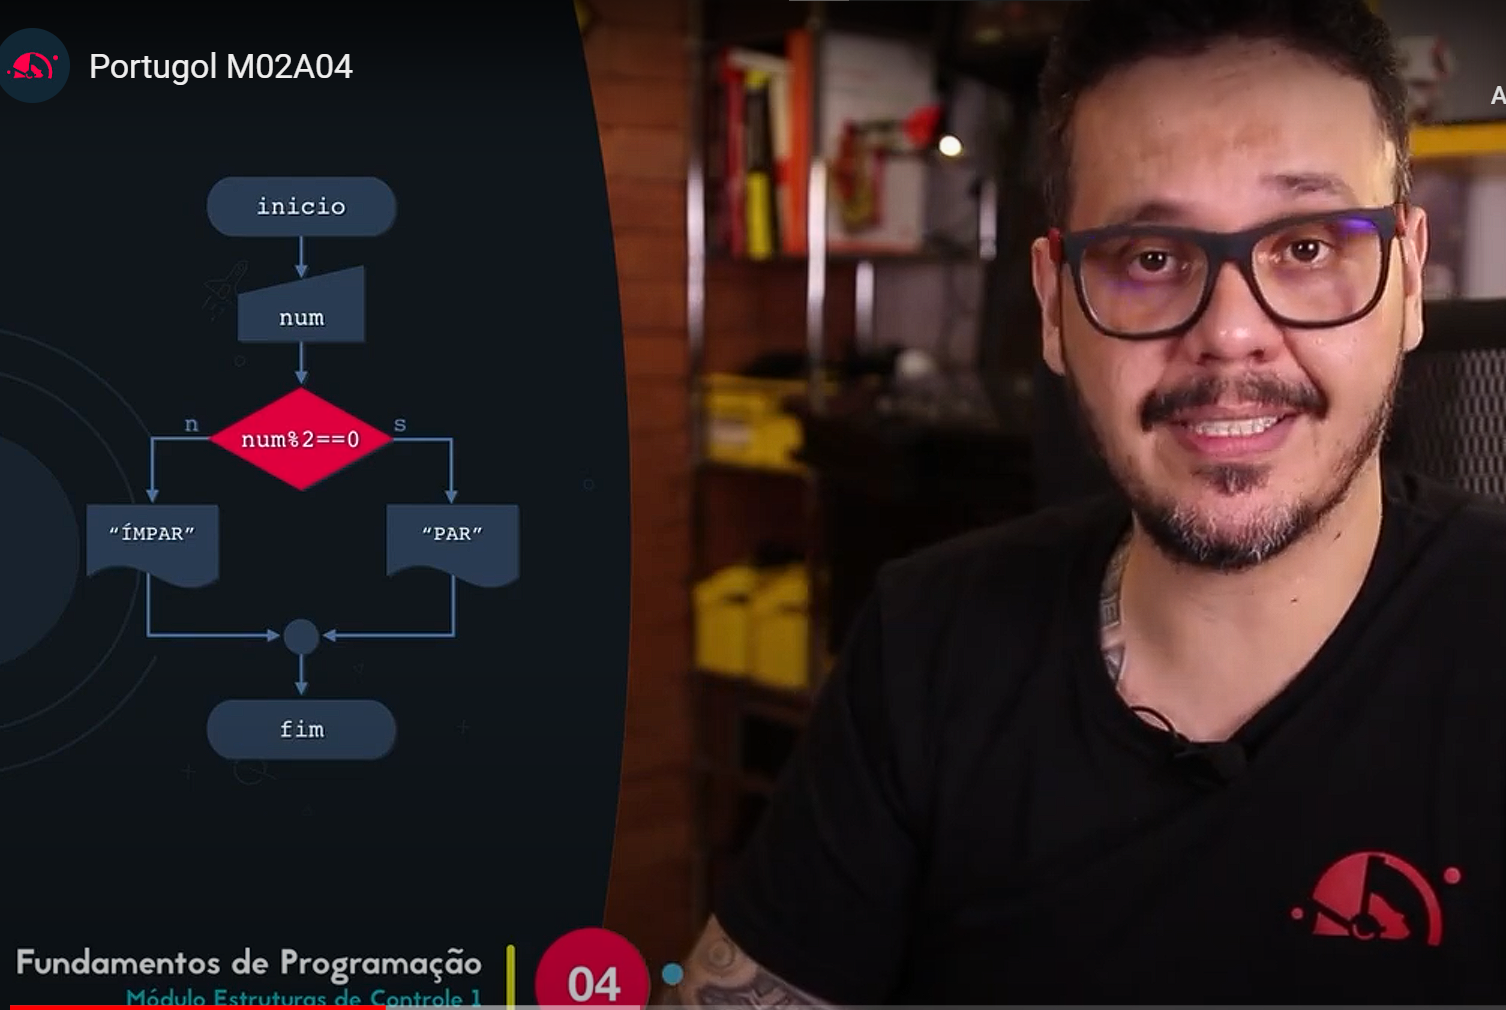 Portugol M02A04
A
inicio
num
n
num%2==0
s
“ÍMPAR”
“PAR”
fim
Fundamentos de Programação
Módulo Estruturas de Controle 1
04